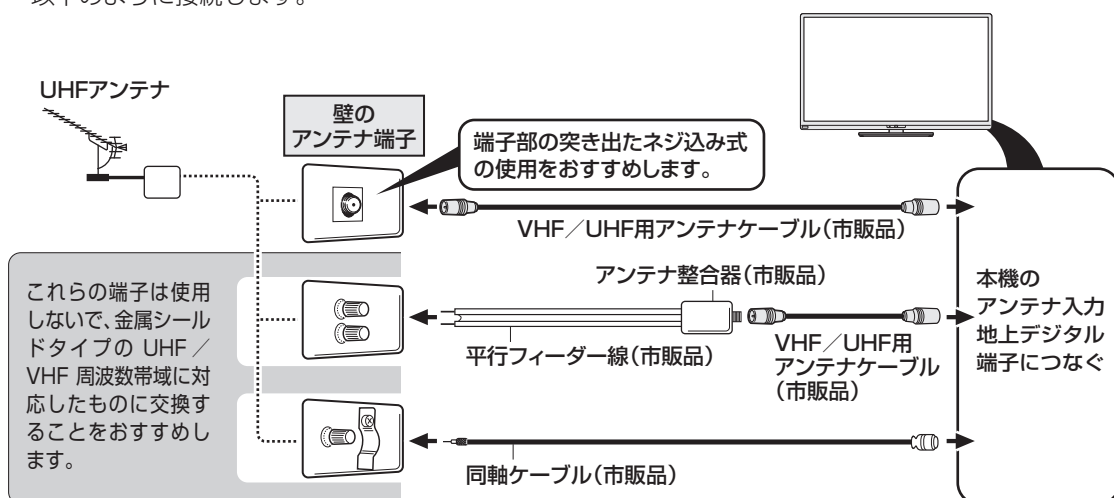 以下のように接続します。
UHFアンテナ
壁の
アンテナ端子
端子部の突き出たネジ込み式
の使用をおすすめします。
VHF／UHF用アンテナケーブル（市販品）
これらの端子は使用
しないで、金属シール
ドタイプの UHF ／
VHF 周波数帯域に対
応したものに交換す
ることをおすすめし
ます。
アンテナ整合器（市販品）
平行フィーダー線（市販品）
VHF／UHF用
アンテナケーブル
（市販品）
同軸ケーブル（市販品）
本機の
アンテナ入力
地上デジタル
端子につなぐ